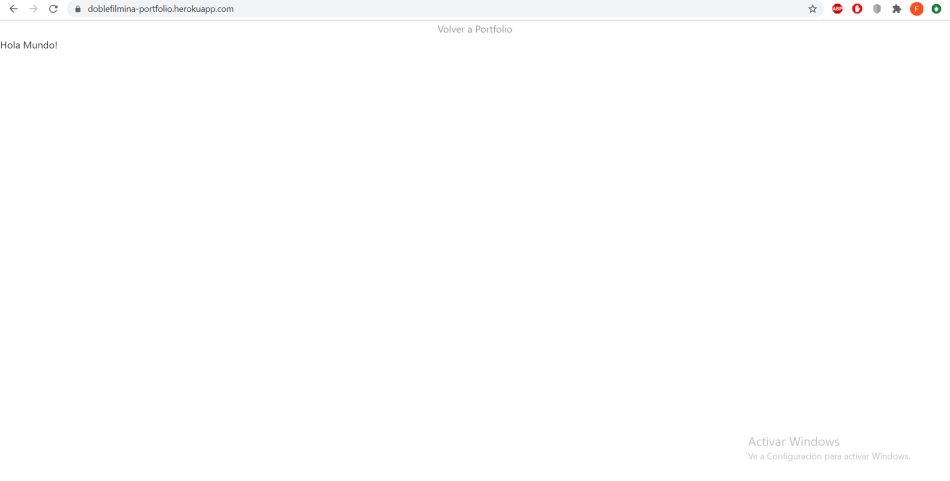 doblefilmina-portfolio.herokuapp.com
ABP
F
Volver a Portfolio
Hola Mundo!
Activar Windows
Ve a Configuración para activar Windows.